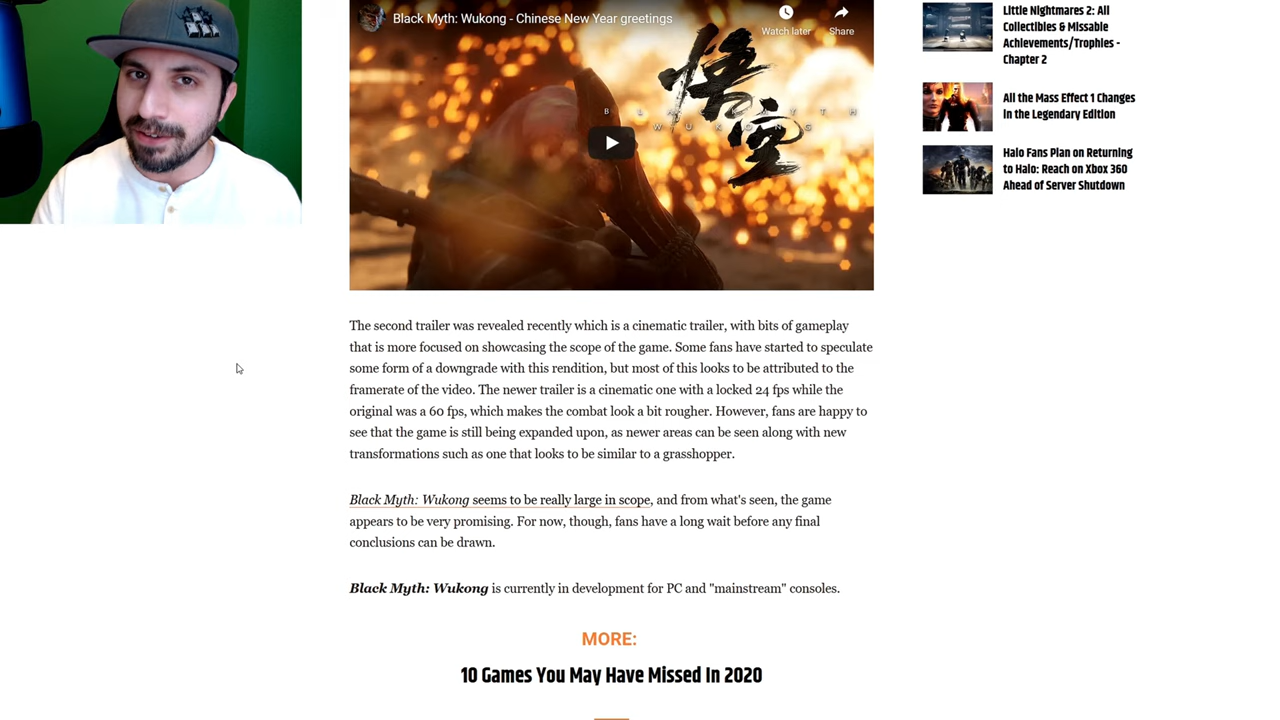 Black Myth: Wukong - Chinese New Year greetings
Watch later
Share
悟
空
B L A C K M Y T H
W U K O N G
The second trailer was revealed recently which is a cinematic trailer, with bits of gameplay
that is more focused on showcasing the scope of the game. Some fans have started to speculate
some form of a downgrade with this rendition, but most of this looks to be attributed to the
framerate of the video. The newer trailer is a cinematic one with a locked 24 fps while the
original was a 60 fps, which makes the combat look a bit rougher. However, fans are happy to
see that the game is still being expanded upon, as newer areas can be seen along with new
transformations such as one that looks to be similar to a grasshopper.
Black Myth: Wukong seems to be really large in scope, and from what's seen, the game
appears to be very promising. For now, though, fans have a long wait before any final
conclusions can be drawn.
Black Myth: Wukong is currently in development for PC and "mainstream" consoles.
MORE:
10 Games You May Have Missed In 2020
Little Nightmares 2: All
Collectibles & Missable
Achievements/Trophies -
Chapter 2
All the Mass Effect 1 Changes
in the Legendary Edition
Halo Fans Plan on Returning
to Halo: Reach on Xbox 360
Ahead of Server Shutdown